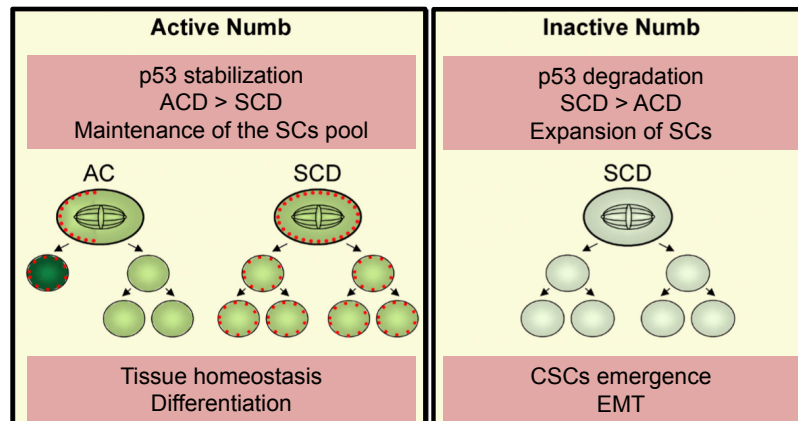 Active Numb
p53 stabilization
ACD > SCD
Maintenance of the SCs pool
AC
SCD
Tissue homeostasis
Differentiation
Inactive Numb
p53 degradation
SCD > ACD
Expansion of SCs
SCD
CSCs emergence
EMT